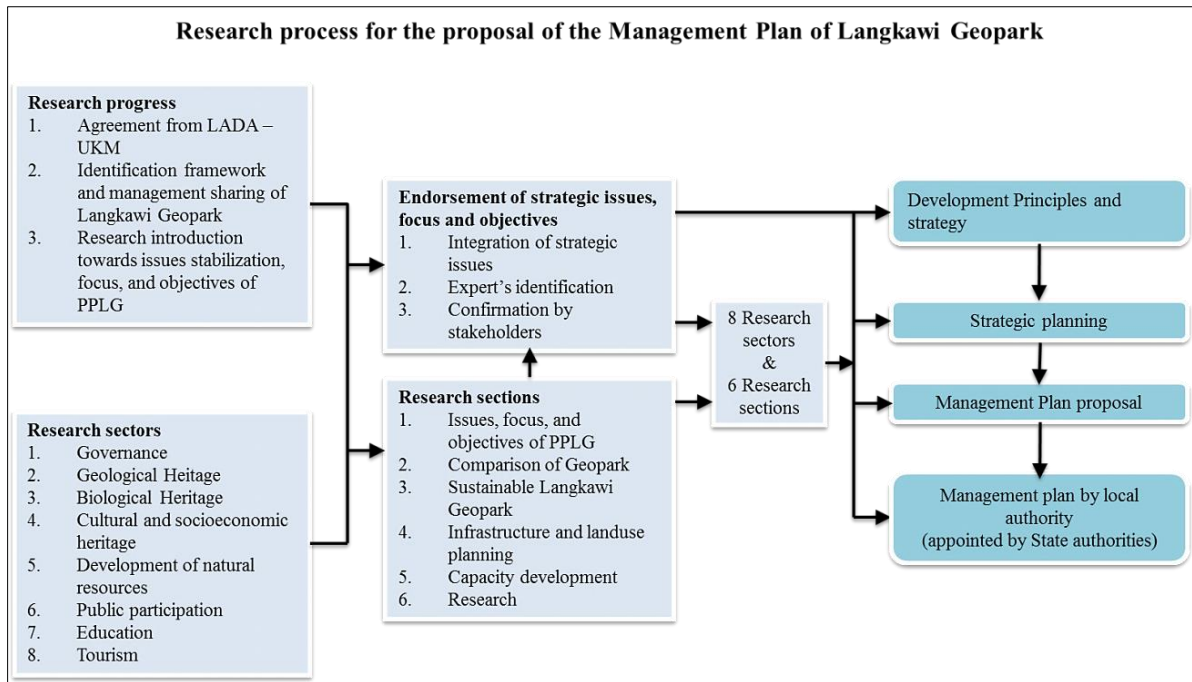 Research process for the proposal of the Management Plan of Langkawi Geopark
Research progress
1. Agreement from LADA –
UKM
2. Identification framework
and management sharing of
Langkawi Geopark
3. Research introduction
towards issues stabilization,
focus, and objectives of
PPLG
Research sectors
1. Governance
2. Geological Heritage
3. Biological Heritage
4. Cultural and socioeconomic
heritage
5. Development of natural
resources
6. Public participation
7. Education
8. Tourism
Endorsement of strategic issues,
focus and objectives
1. Integration of strategic
issues
2. Expert's identification
3. Confirmation by
stakeholders
Research sections
1. Issues, focus, and
objectives of PPLG
2. Comparison of Geopark
3. Sustainable Langkawi
Geopark
4. Infrastructure and landuse
planning
5. Capacity development
6. Research
8 Research
sectors
&
6 Research
sections
Development Principles and
strategy
Strategic planning
Management Plan proposal
Management plan by local
authority
(appointed by State authorities)